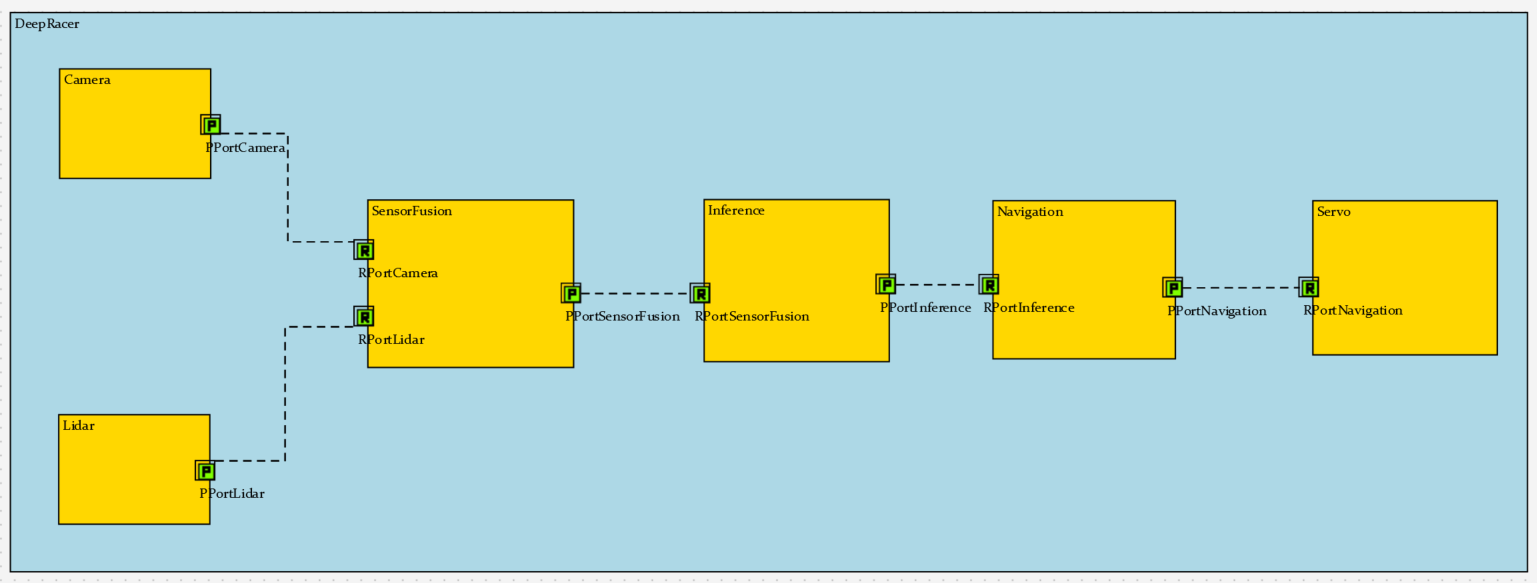 DeepRacer
Camera
P
PPortCamera
SensorFusion
R
RPortCamera
R
RPortLidar
P
PPortSensorFusion
Inference
R
RPortSensorFusion
P
PPortInference
Navigation
R
RPortInference
P
PPortNavigation
Servo
R
RPortNavigation
Lidar
P
PPortLidar